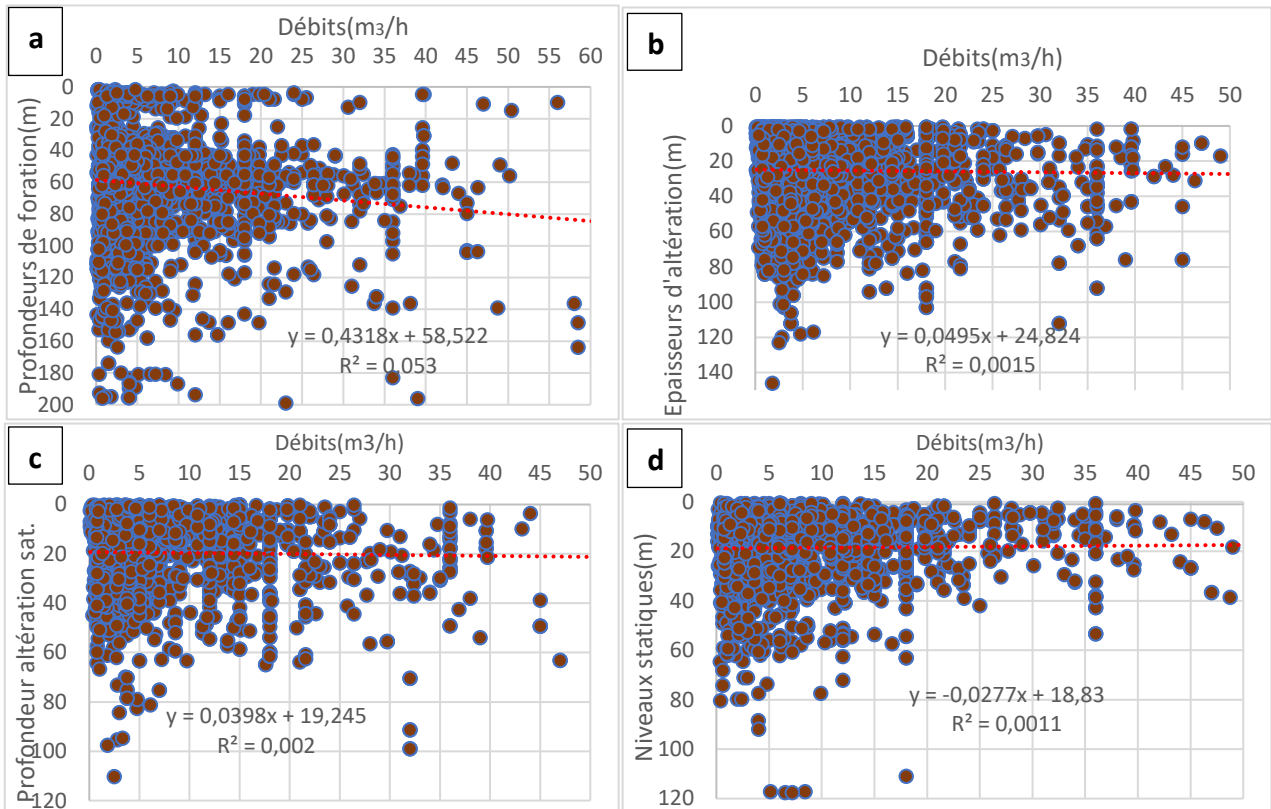 a
Débits(m3/h
0 5 10 15 20 25 30 35 40 45 50 55 60
Profondeurs de foration(m)
0
20
40
60
80
100
120
140
160
180
200
y = 0,4318x + 58,522
R² = 0,053
b
Débits(m3/h)
0 5 10 15 20 25 30 35 40 45 50
Epaisseurs d'altération(m)
0
20
40
60
80
100
120
140
y = 0,0495x + 24,824
R² = 0,0015
c
Débits(m3/h)
0 5 10 15 20 25 30 35 40 45 50
Profondeur altération sat.
0
20
40
60
80
100
120
y = 0,0398x + 19,245
R² = 0,002
d
Débits(m3/h)
0 5 10 15 20 25 30 35 40 45 50
Niveaux statiques(m)
0
20
40
60
80
100
120
y = -0,0277x + 18,83
R² = 0,0011